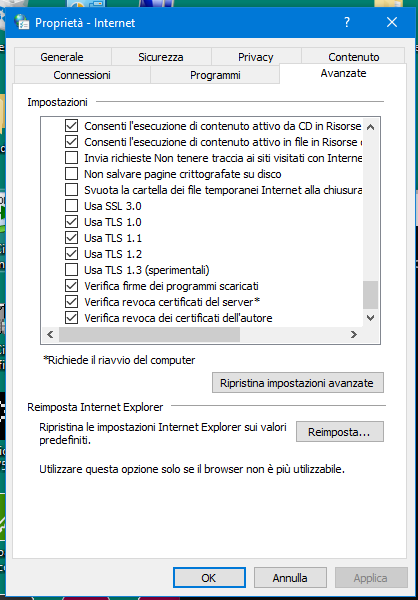 Proprietà - Internet
Generale Sicurezza Privacy Contenuto
Connessioni Programmi Avanzate
Impostazioni
Consenti l'esecuzione di contenuto attivo da CD in Risorse
Consenti l'esecuzione di contenuto attivo in file in Risorse
Invia richieste Non tenere traccia ai siti visitati con Interne
Non salvare pagine crittografate su disco
Svuota la cartella dei file temporanei Internet alla chiusura
Usa SSL 3.0
Usa TLS 1.0
Usa TLS 1.1
Usa TLS 1.2
Usa TLS 1.3 (sperimentali)
Verifica firme dei programmi scaricati
Verifica revoca certificati del server*
Verifica revoca dei certificati dell'autore
*Richiede il riavvio del computer
Ripristina impostazioni avanzate
Reimposta Internet Explorer
Ripristina le impostazioni Internet Explorer sui valori
predefiniti.
Reimposta...
Utilizzare questa opzione solo se il browser non è più utilizzabile.
OK Annulla Applica